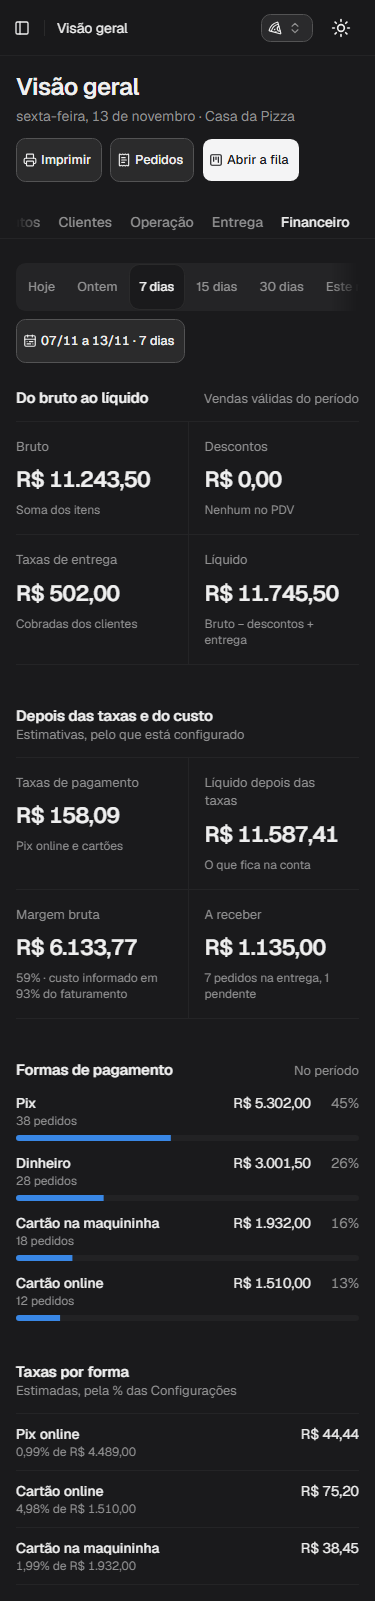 Visão geral
Visão geral
sexta-feira, 13 de novembro · Casa da Pizza
Imprimir
Pedidos
Abrir a fila
tos
Clientes
Operação
Entrega
Financeiro
Hoje
Ontem
7 dias
15 dias
30 dias
Este
07/11 a 13/11 · 7 dias
Do bruto ao líquido
Vendas válidas do período
Bruto
R$ 11.243,50
Soma dos itens
Descontos
R$ 0,00
Nenhum no PDV
Taxas de entrega
R$ 502,00
Cobradas dos clientes
Líquido
R$ 11.745,50
Bruto − descontos +
entrega
Depois das taxas e do custo
Estimativas, pelo que está configurado
Taxas de pagamento
R$ 158,09
Pix online e cartões
Líquido depois das
taxas
R$ 11.587,41
O que fica na conta
Margem bruta
R$ 6.133,77
59% · custo informado em
93% do faturamento
A receber
R$ 1.135,00
7 pedidos na entrega, 1
pendente
Formas de pagamento
No período
Pix
R$ 5.302,00
45%
38 pedidos
Dinheiro
R$ 3.001,50
26%
28 pedidos
Cartão na maquininha
R$ 1.932,00
16%
18 pedidos
Cartão online
R$ 1.510,00
13%
12 pedidos
Taxas por forma
Estimadas, pela % das Configurações
Pix online
R$ 44,44
0,99% de R$ 4.489,00
Cartão online
R$ 75,20
4,98% de R$ 1.510,00
Cartão na maquininha
R$ 38,45
1,99% de R$ 1.932,00